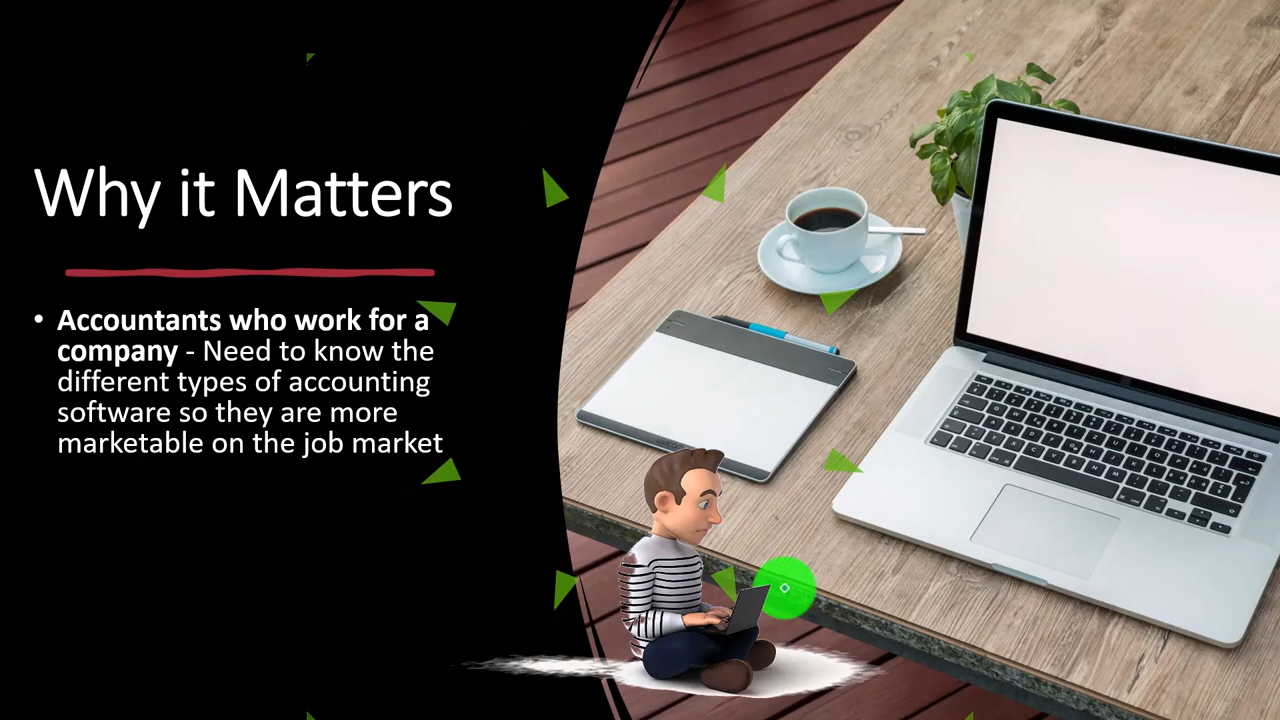 Why it Matters
• Accountants who work for a
company - Need to know the
different types of accounting
software so they are more
marketable on the job market